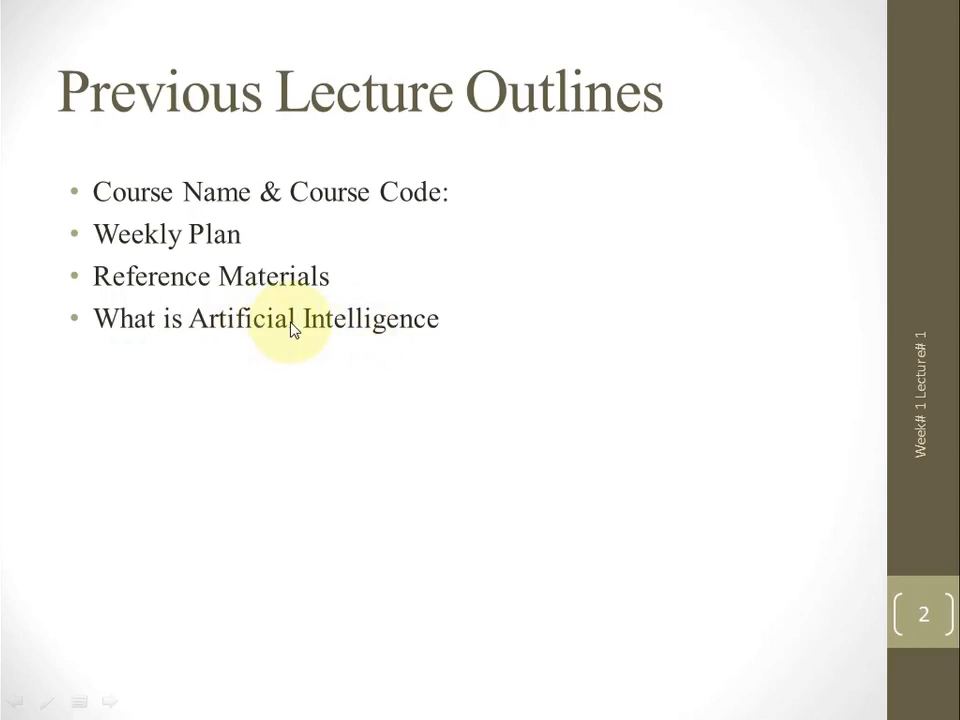 Previous Lecture Outlines
• Course Name & Course Code:
• Weekly Plan
• Reference Materials
• What is Artificial Intelligence
Week# 1 Lecture# 1
2